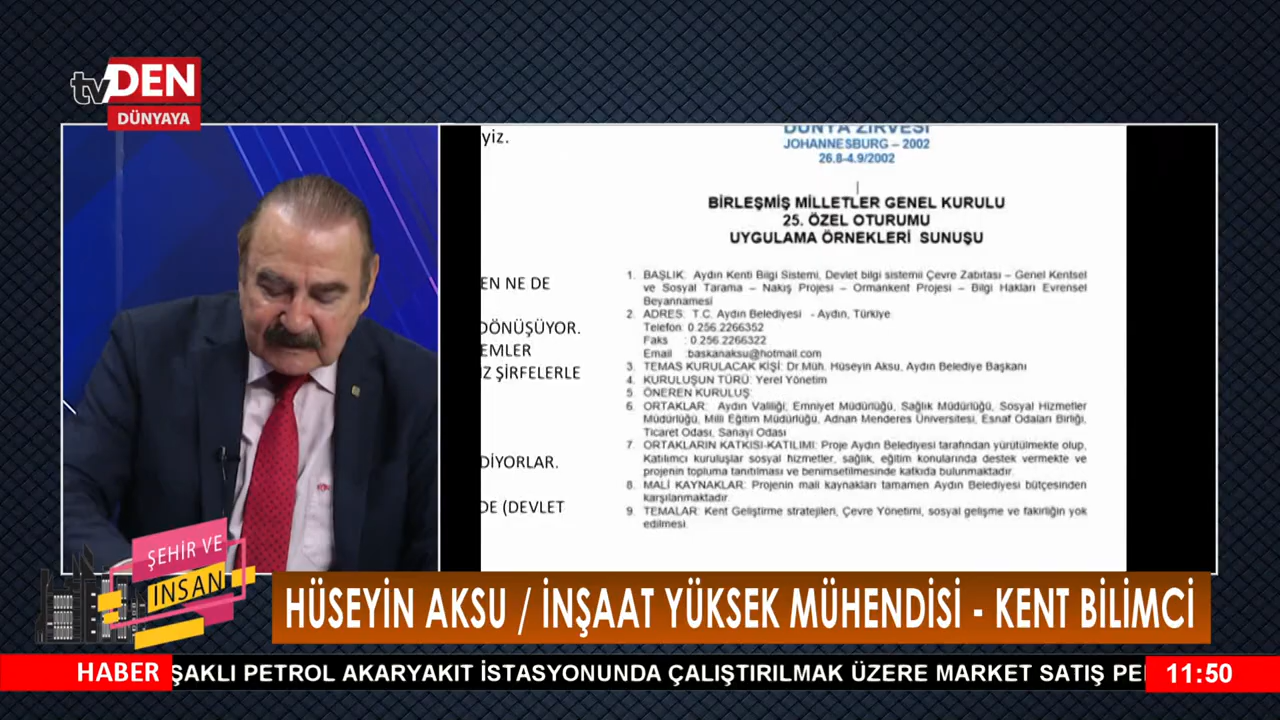 tvDEN
DÜNYAYA
yiz.
EN NE DE
DÖNÜŞÜYOR.
EMLER
IZ ŞİRFELERLE
DİYORLAR.
DE (DEVLET
DÜNYA ZİRVESİ
JOHANNESBURG – 2002
26.8-4.9/2002
BİRLEŞMİŞ MİLLETLER GENEL KURULU
25. ÖZEL OTURUMU
UYGULAMA ÖRNEKLERİ SUNUŞU
1. BAŞLIK: Aydın Kenti Bilgi Sistemi, Devlet bilgi sistemii Çevre Zabıtası – Genel Kentsel
ve Sosyal Tarama – Nakış Projesi – Ormankent Projesi – Bilgi Hakları Evrensel
Beyannamesi
2. ADRES: T.C. Aydın Belediyesi - Aydın, Türkiye
Telefon: 0.256.2266352
Faks : 0.256.2266322
Email :baskanaksu@hotmail.com
3. TEMAS KURULACAK KİŞİ: Dr.Müh. Hüseyin Aksu, Aydın Belediye Başkanı
4. KURULUŞUN TÜRÜ: Yerel Yönetim
5. ÖNEREN KURULUŞ:
6. ORTAKLAR: Aydın Valiliği, Emniyet Müdürlüğü, Sağlık Müdürlüğü, Sosyal Hizmetler
Müdürlüğü, Milli Eğitim Müdürlüğü, Adnan Menderes Üniversitesi, Esnaf Odaları Birliği,
Ticaret Odası, Sanayi Odası
7. ORTAKLARIN KATKISI-KATILIMI: Proje Aydın Belediyesi tarafından yürütülmekte olup,
Katılımcı kuruluşlar sosyal hizmetler, sağlık, eğitim konularında destek vermekte ve
projenin topluma tanıtılması ve benimsetilmesinde katkıda bulunmaktadır.
8. MALİ KAYNAKLAR: Projenin mali kaynakları tamamen Aydın Belediyesi bütçesinden
karşılanmaktadır.
9. TEMALAR: Kent Geliştirme stratejileri, Çevre Yönetimi, sosyal gelişme ve fakirliğin yok
edilmesi.
ŞEHİR VE
İNSAN
HÜSEYİN AKSU / İNŞAAT YÜKSEK MÜHENDİSİ - KENT BİLİMCİ
HABER ŞAKLI PETROL AKARYAKIT İSTASYONUNDA ÇALIŞTIRILMAK ÜZERE MARKET SATIŞ PE 11:50